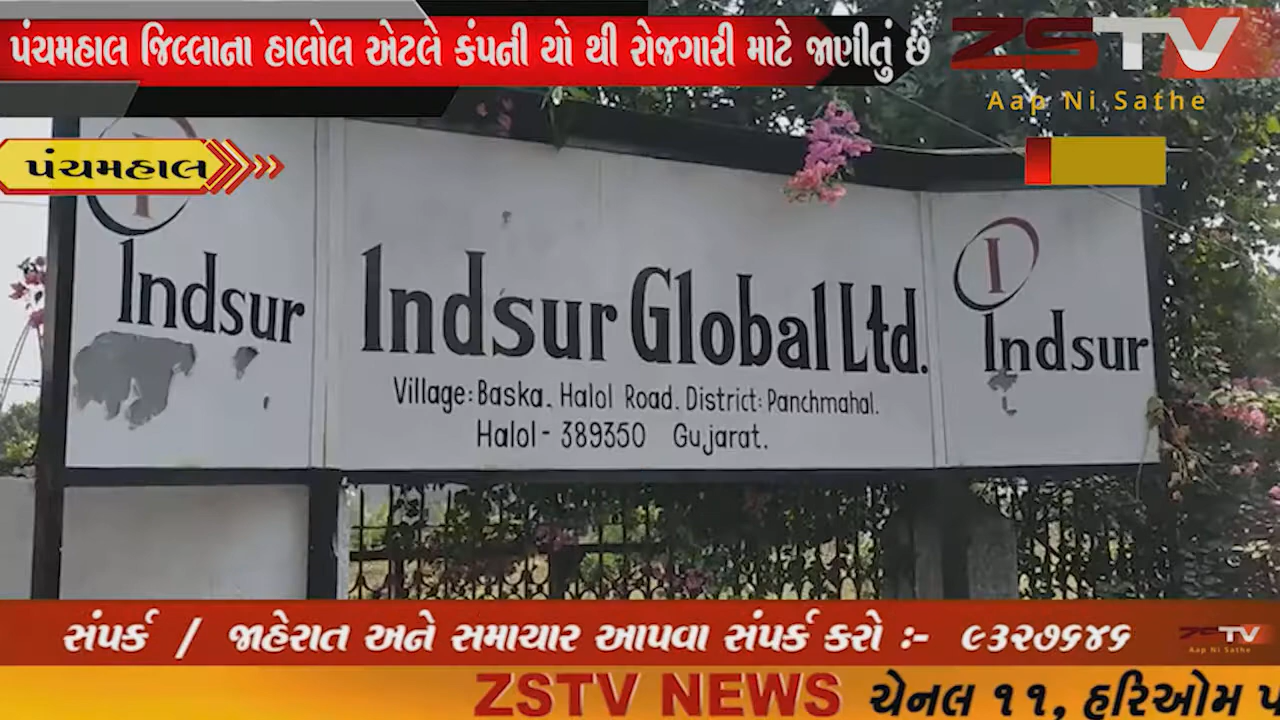 પંચમહાલ જિલ્લાના હાલોલ એટલે કંપની યો થી રોજગારી માટે જાણીતું છે
ZSTV
Aap Ni Sathe
પંચમહાલ
I
Indsur
Indsur Global Ltd.
Village: Baska. Halol Road. District: Panchmahal.
Halol - 389350 Gujarat.
I
Indsur
સંપર્ક / જાહેરાત અને સમાચાર આપવા સંપર્ક કરો :- ૯૩૨૭૬૪૬
ZSTV
Aap Ni Sathe
ZSTV NEWS ચેનલ ૧૧, હરિઓમ